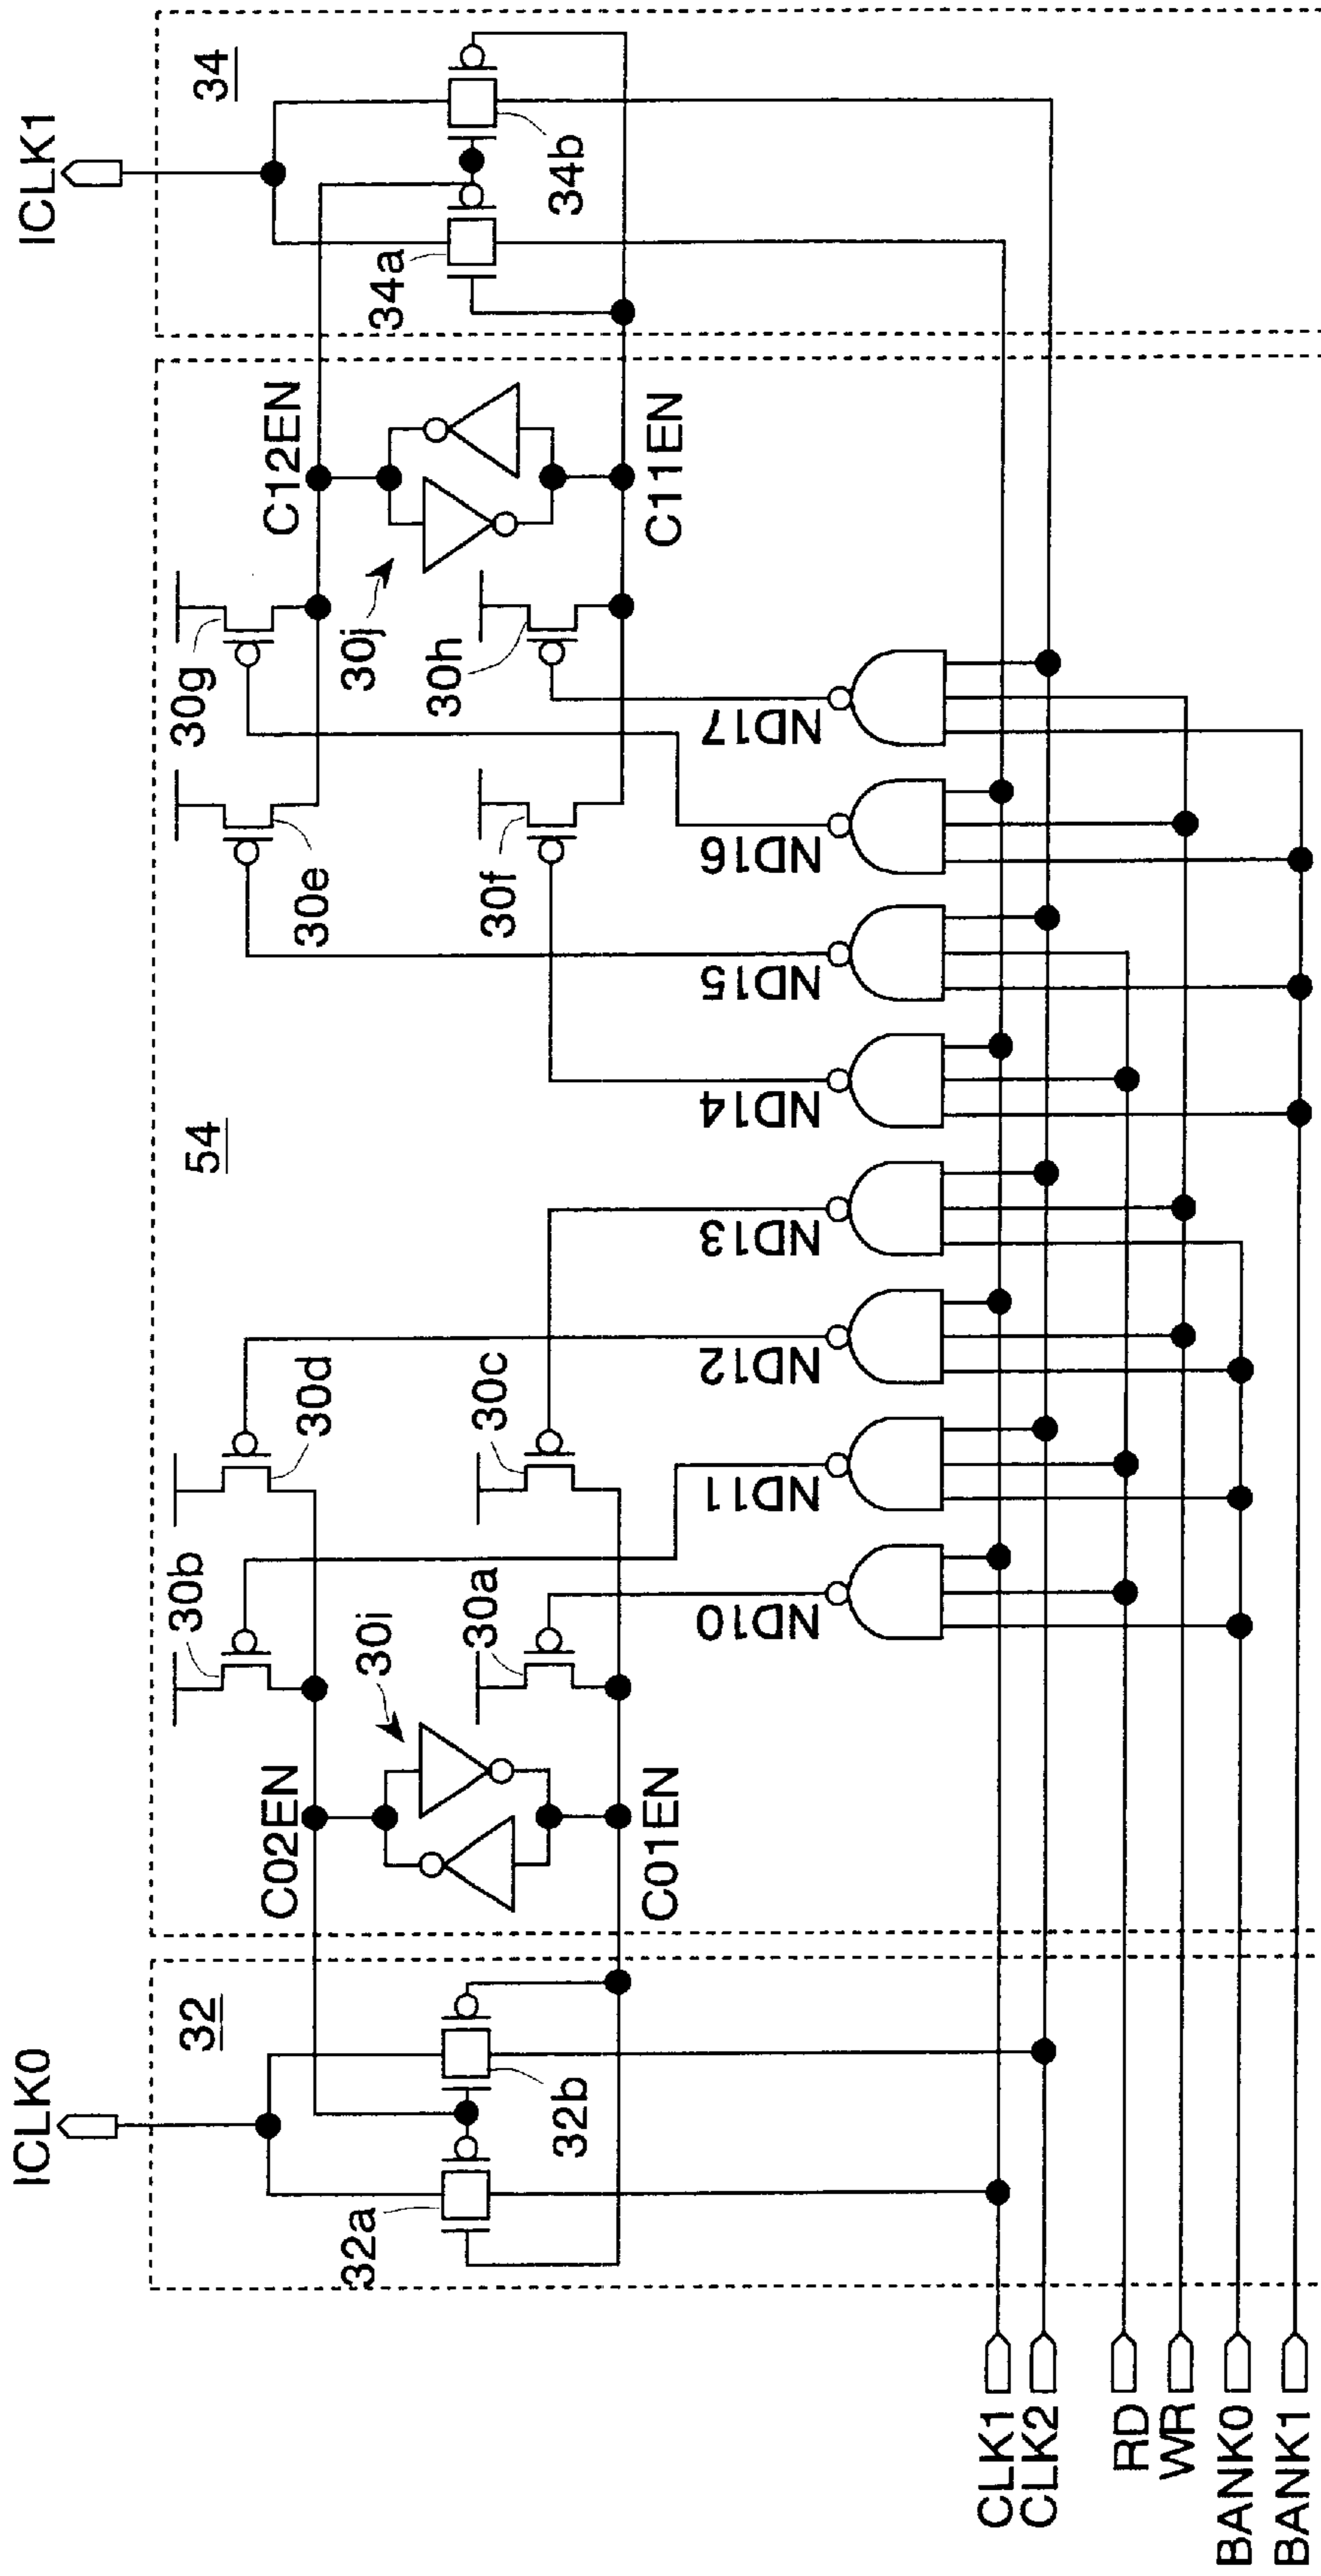 ICLK0
ICLK1
32
54
34
C02EN
30i
30b
30d
30e
30g
C12EN
30j
32a
32b
C01EN
30a
30c
30f
30h
C11EN
34a
34b
ND10
ND11
ND12
ND13
ND14
ND15
ND16
ND17
CLK1
CLK2
RD
WR
BANK0
BANK1